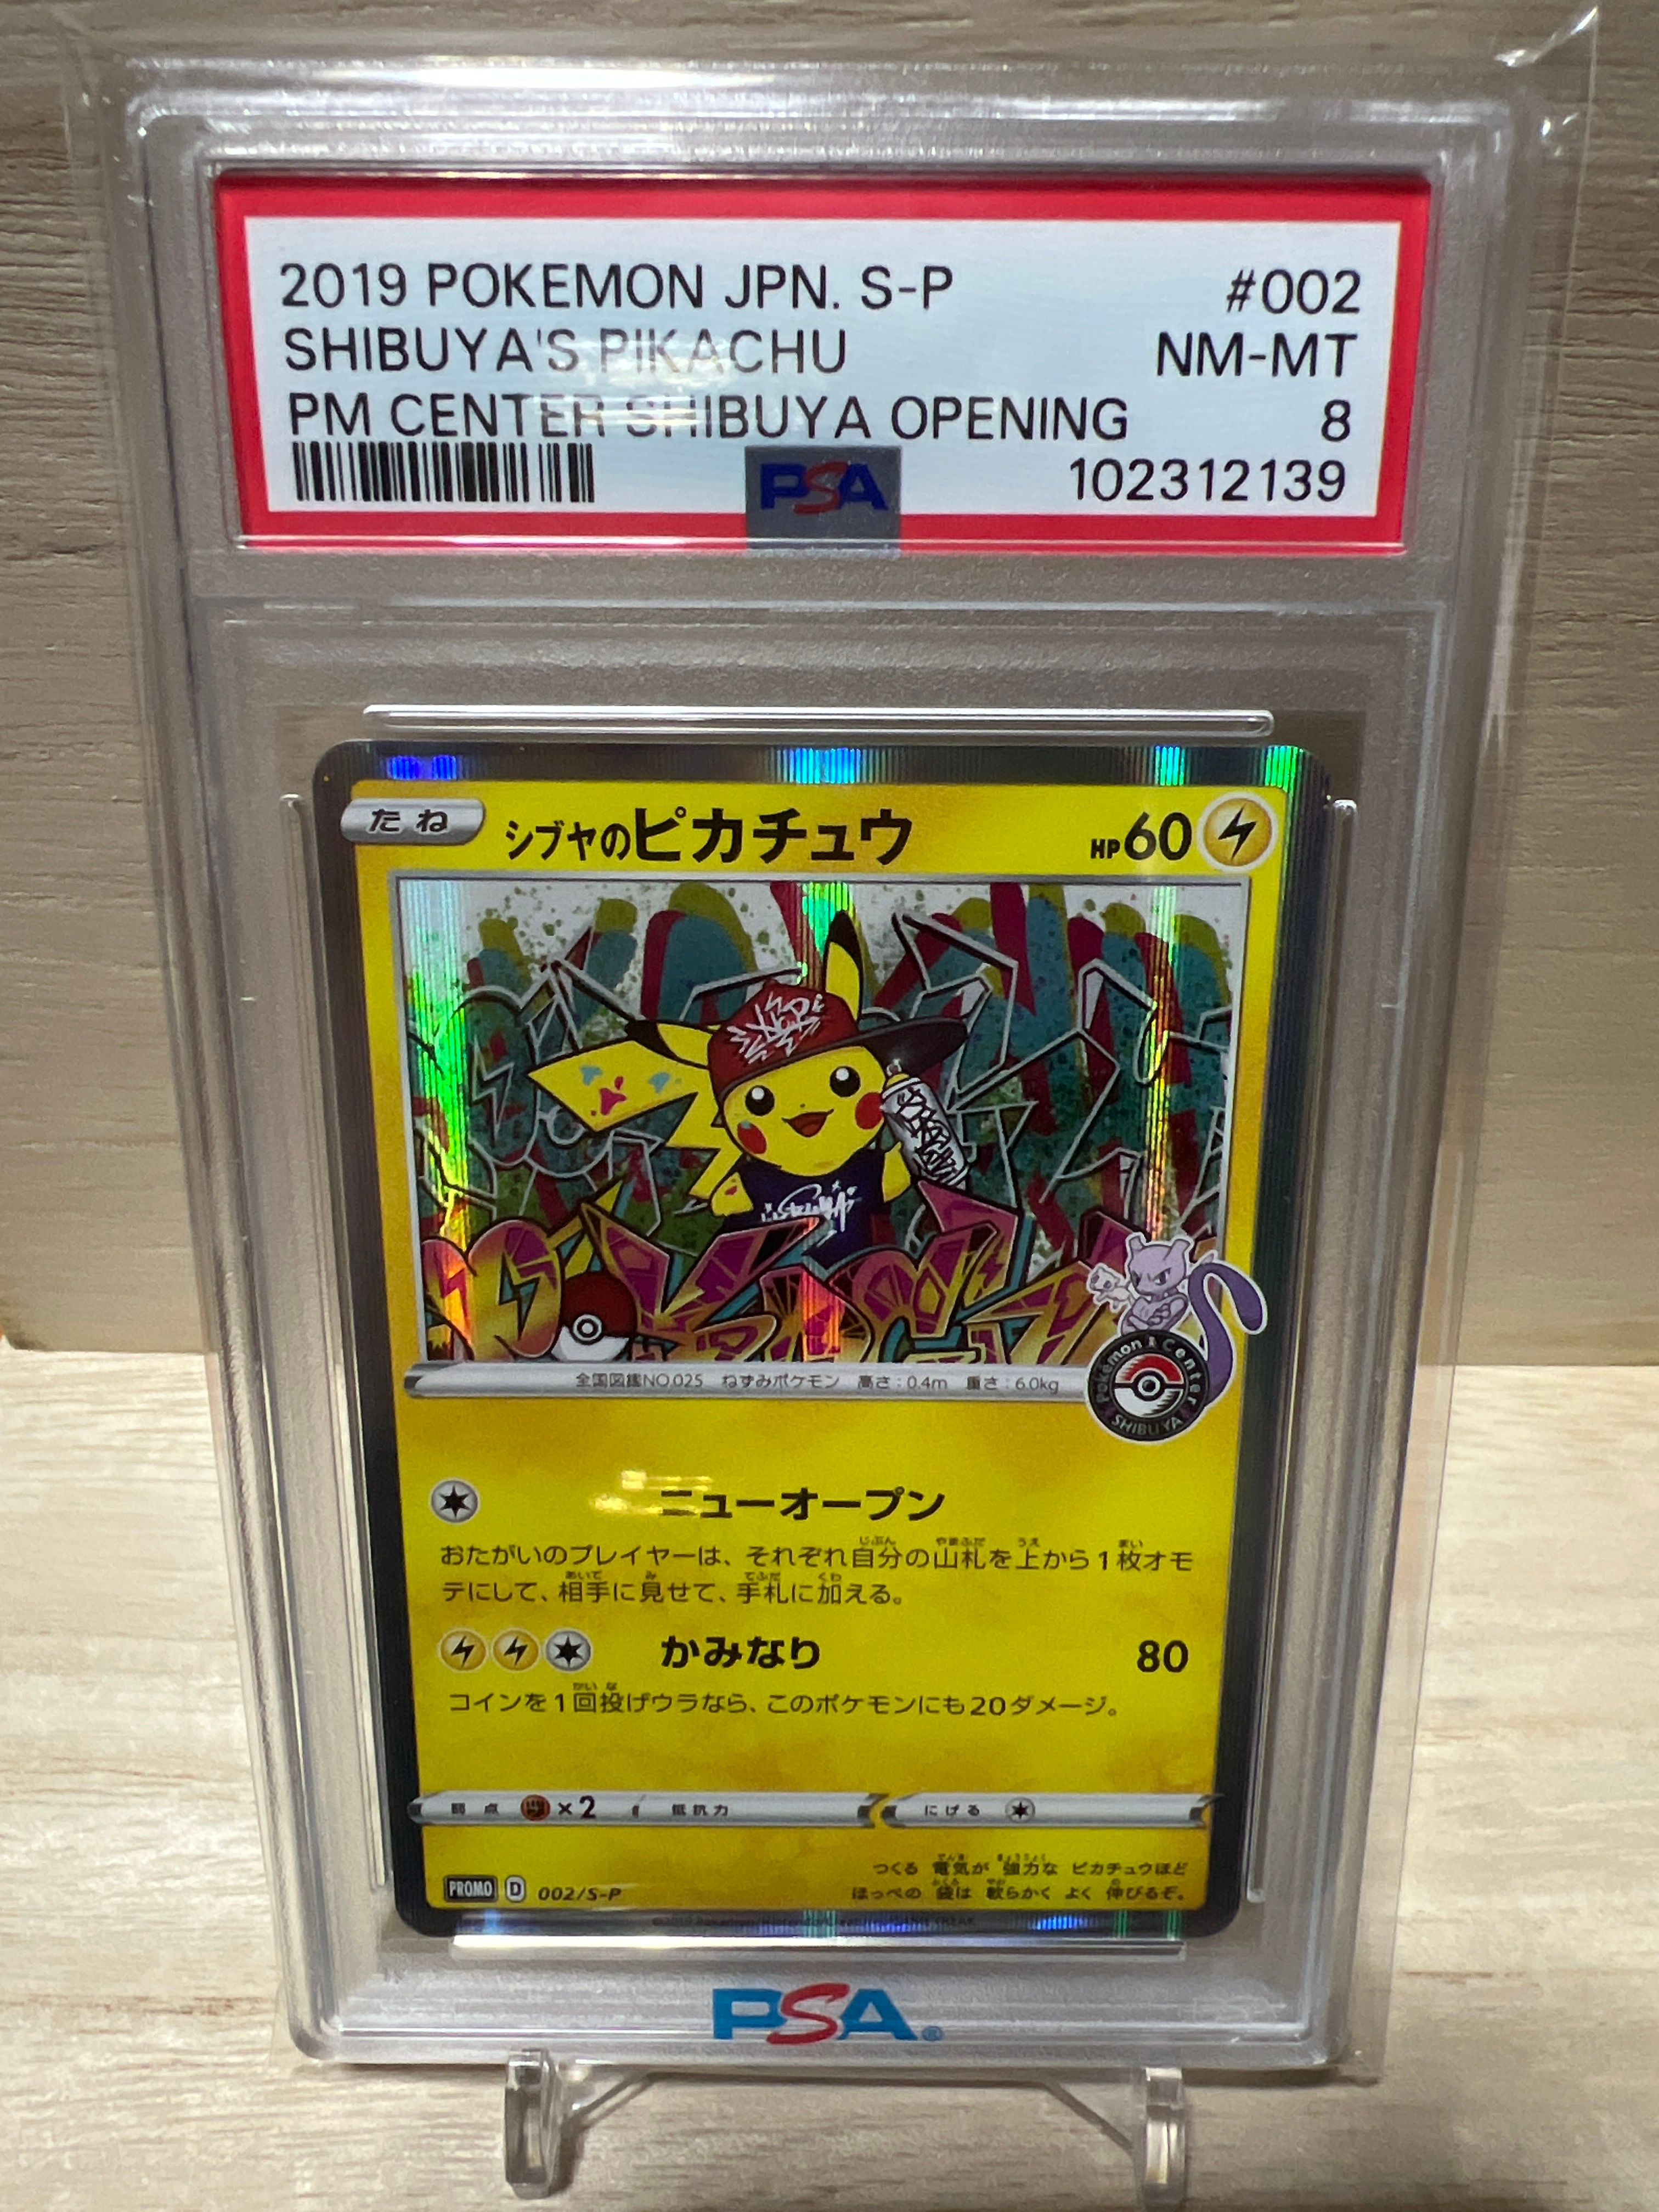 2019 POKEMON JPN. S-P #002
SHIBUYA'S PIKACHU NM-MT
PM CENTER SHIBUYA OPENING 8
PSA 102312139
たね シブヤのピカチュウ HP60
全国図鑑NO.025 ねずみポケモン 高さ:0.4m 重さ:6.0kg
Pokémon Center
SHIBUYA
ニューオープン
おたがいのプレイヤーは、それぞれ自分の山札を上から1枚オモ
テにして、相手に見せて、手札に加える。
かみなり 80
コインを1回投げウラなら、このポケモンにも20ダメージ。
弱点 ×2 抵抗力 にげる
つくる 電気が 強力な ピカチュウほど
ほっぺの 袋は 軟らかく よく 伸びるぞ。
PROMO D 002/S-P
PSA®